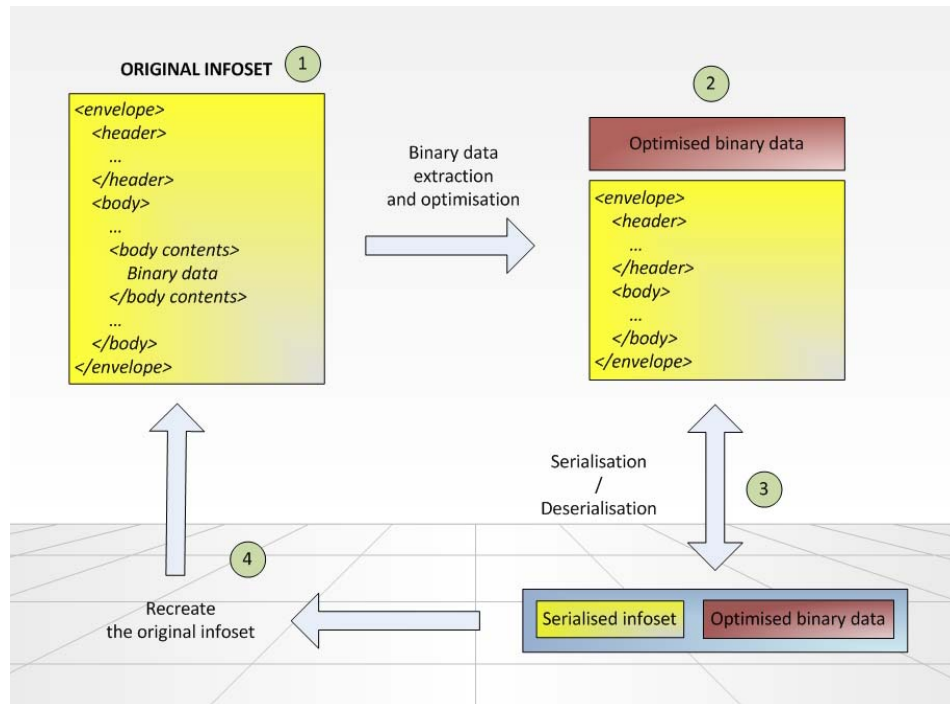 ORIGINAL INFOSET
1
<envelope>
<header>
...
</header>
<body>
...
<body contents>
Binary data
</body contents>
...
</body>
</envelope>
Binary data
extraction
and optimisation
2
Optimised binary data
<envelope>
<header>
...
</header>
<body>
...
</body>
</envelope>
Serialisation
/
Deserialisation
3
Serialised infoset
Optimised binary data
4
Recreate
the original infoset